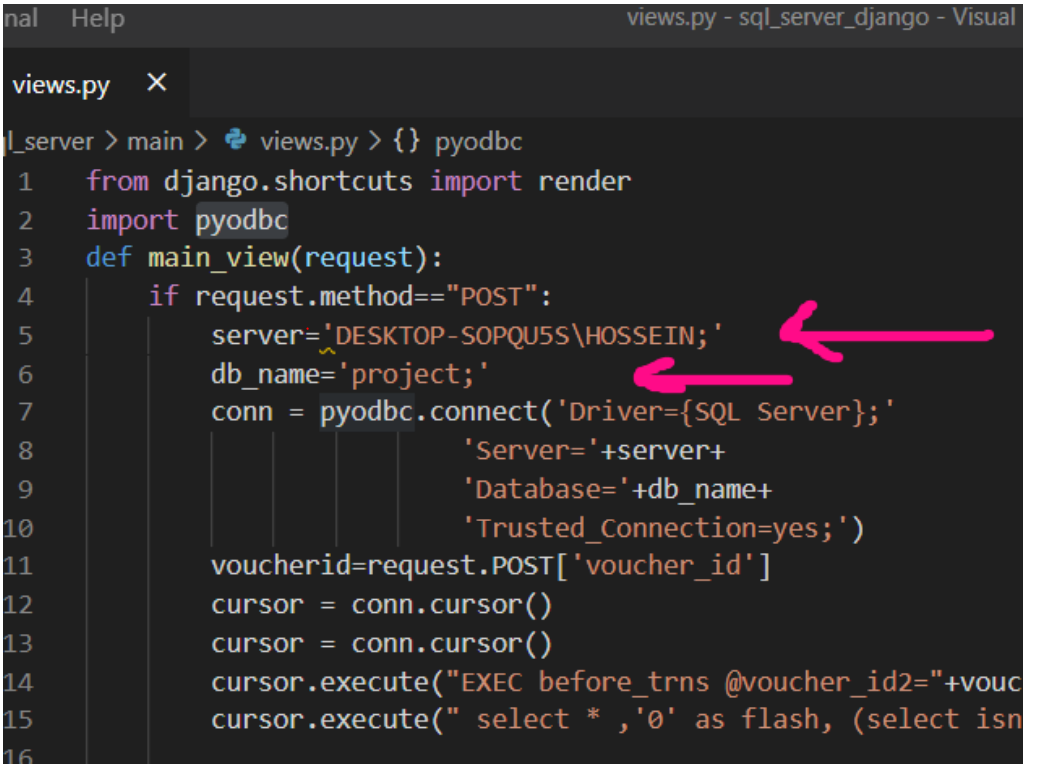 nal Help views.py - sql_server_django - Visual
views.py ×
l_server > main > views.py > {} pyodbc
1 from django.shortcuts import render
2 import pyodbc
3 def main_view(request):
4 if request.method=="POST":
5 server='DESKTOP-SOPQU5S\HOSSEIN;'
6 db_name='project;'
7 conn = pyodbc.connect('Driver={SQL Server};'
8 'Server='+server+
9 'Database='+db_name+
10 'Trusted_Connection=yes;')
11 voucherid=request.POST['voucher_id']
12 cursor = conn.cursor()
13 cursor = conn.cursor()
14 cursor.execute("EXEC before_trns @voucher_id2="+vouc
15 cursor.execute(" select * ,'0' as flash, (select isn
16